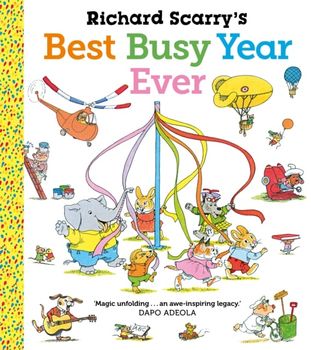 Richard Scarry's
Best Busy Year
Ever
'Magic unfolding... an awe-inspiring legacy.'
DAPO ADEOLA